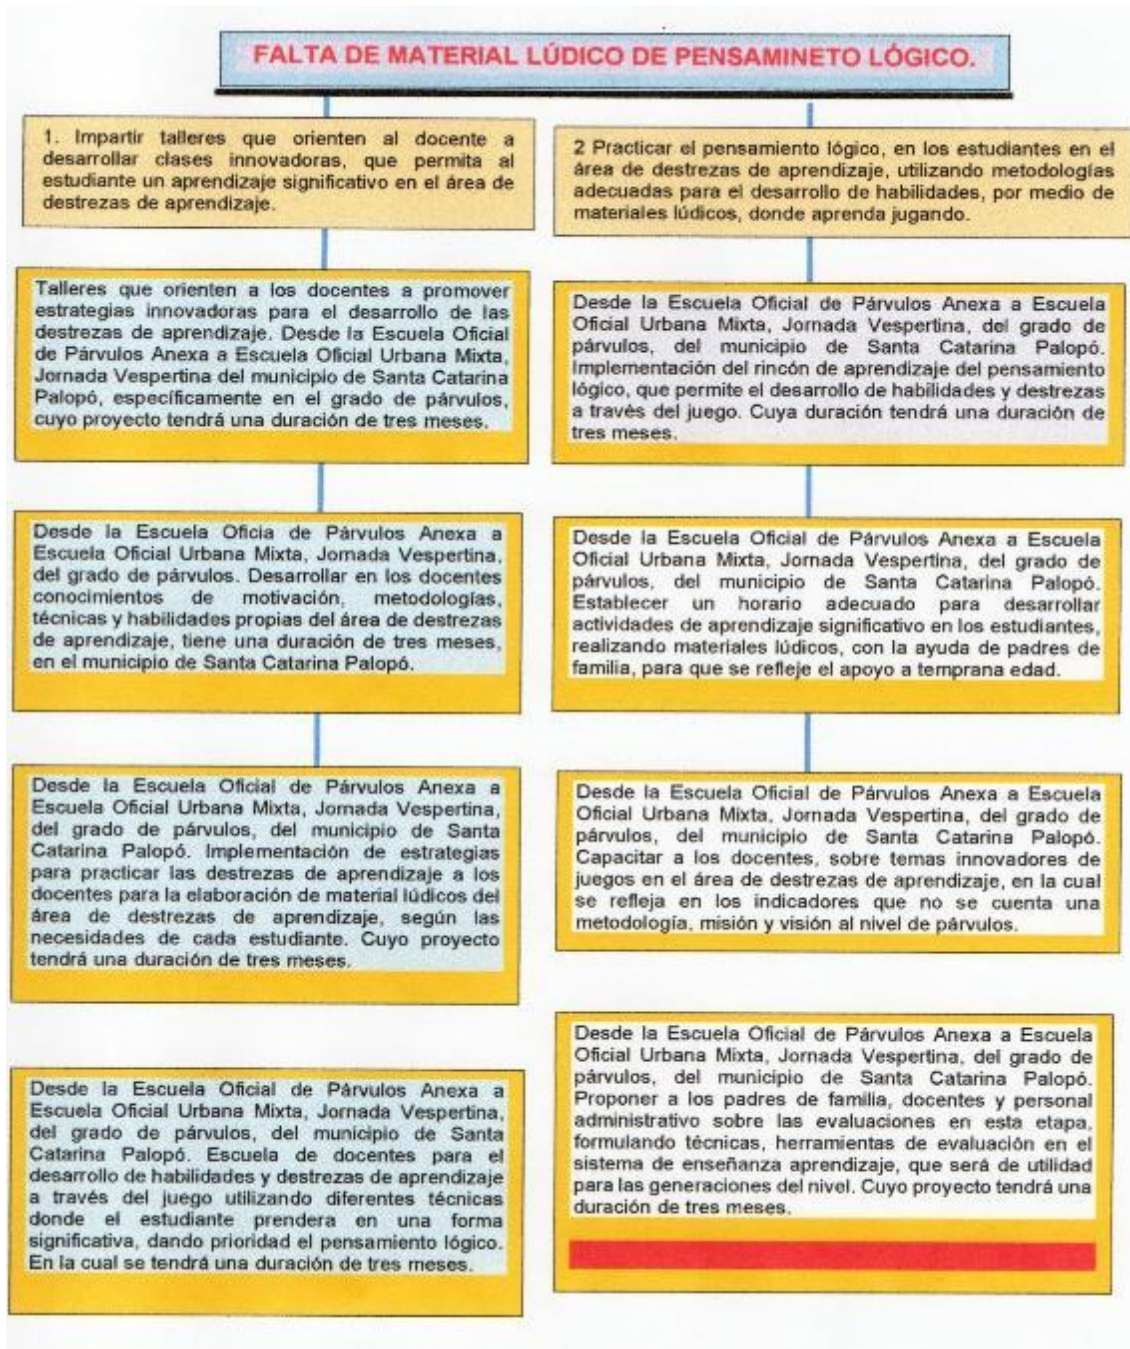 FALTA DE MATERIAL LÚDICO DE PENSAMINETO LÓGICO.
1. Impartir talleres que orienten al docente a
desarrollar clases innovadoras, que permita al
estudiante un aprendizaje significativo en el área de
destrezas de aprendizaje.
Talleres que orienten a los docentes a promover
estrategias innovadoras para el desarrollo de las
destrezas de aprendizaje. Desde la Escuela Oficial
de Párvulos Anexa a Escuela Oficial Urbana Mixta,
Jornada Vespertina del municipio de Santa Catarina
Palopó, específicamente en el grado de párvulos,
cuyo proyecto tendrá una duración de tres meses.
Desde la Escuela Oficia de Párvulos Anexa a
Escuela Oficial Urbana Mixta, Jornada Vespertina,
del grado de párvulos. Desarrollar en los docentes
conocimientos de motivación, metodologías,
técnicas y habilidades propias del área de destrezas
de aprendizaje, tiene una duración de tres meses,
en el municipio de Santa Catarina Palopó.
Desde la Escuela Oficial de Párvulos Anexa a
Escuela Oficial Urbana Mixta, Jornada Vespertina,
del grado de párvulos, del municipio de Santa
Catarina Palopó. Implementación de estrategias
para practicar las destrezas de aprendizaje a los
docentes para la elaboración de material lúdicos del
área de destrezas de aprendizaje, según las
necesidades de cada estudiante. Cuyo proyecto
tendrá una duración de tres meses.
Desde la Escuela Oficial de Párvulos Anexa a
Escuela Oficial Urbana Mixta, Jornada Vespertina,
del grado de párvulos, del municipio de Santa
Catarina Palopó. Escuela de docentes para el
desarrollo de habilidades y destrezas de aprendizaje
a través del juego utilizando diferentes técnicas
donde el estudiante prendera en una forma
significativa, dando prioridad el pensamiento lógico.
En la cual se tendrá una duración de tres meses.
2 Practicar el pensamiento lógico, en los estudiantes en el
área de destrezas de aprendizaje, utilizando metodologías
adecuadas para el desarrollo de habilidades, por medio de
materiales lúdicos, donde aprenda jugando.
Desde la Escuela Oficial de Párvulos Anexa a Escuela
Oficial Urbana Mixta, Jornada Vespertina, del grado de
párvulos, del municipio de Santa Catarina Palopó.
Implementación del rincón de aprendizaje del pensamiento
lógico, que permite el desarrollo de habilidades y destrezas
a través del juego. Cuya duración tendrá una duración de
tres meses.
Desde la Escuela Oficial de Párvulos Anexa a Escuela
Oficial Urbana Mixta, Jornada Vespertina, del grado de
párvulos, del municipio de Santa Catarina Palopó.
Establecer un horario adecuado para desarrollar
actividades de aprendizaje significativo en los estudiantes,
realizando materiales lúdicos, con la ayuda de padres de
familia, para que se refleje el apoyo a temprana edad.
Desde la Escuela Oficial de Párvulos Anexa a Escuela
Oficial Urbana Mixta, Jornada Vespertina, del grado de
párvulos, del municipio de Santa Catarina Palopó.
Capacitar a los docentes, sobre temas innovadores de
juegos en el área de destrezas de aprendizaje, en la cual
se refleja en los indicadores que no se cuenta una
metodología, misión y visión al nivel de párvulos.
Desde la Escuela Oficial de Párvulos Anexa a Escuela
Oficial Urbana Mixta, Jornada Vespertina, del grado de
párvulos, del municipio de Santa Catarina Palopó.
Proponer a los padres de familia, docentes y personal
administrativo sobre las evaluaciones en esta etapa,
formulando técnicas, herramientas de evaluación en el
sistema de enseñanza aprendizaje, que será de utilidad
para las generaciones del nivel. Cuyo proyecto tendrá una
duración de tres meses.